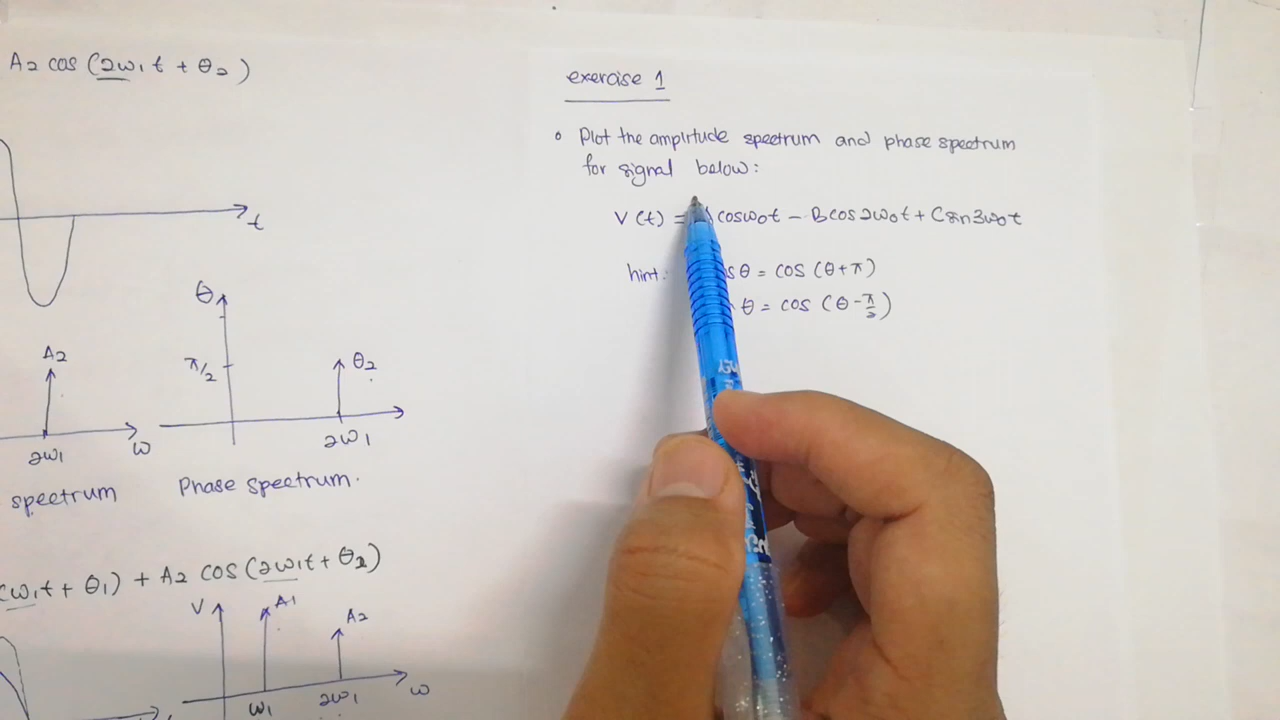 A2 cos (2ω1t + θ2)
t
A2
2ω1
ω
spectrum
θ
π/2
θ2
2ω1
Phase spectrum.
(ω1t + θ1) + A2 cos (2ω1t + θ2)
V
A1
A2
ω1
2ω1
ω
exercise 1
Plot the amplitude spectrum and phase spectrum
for signal below:
V(t) = cosω0t - Bcos2ω0t + Csin3ω0t
hint: θ = cos (θ+π)
θ = cos (θ-π/2)